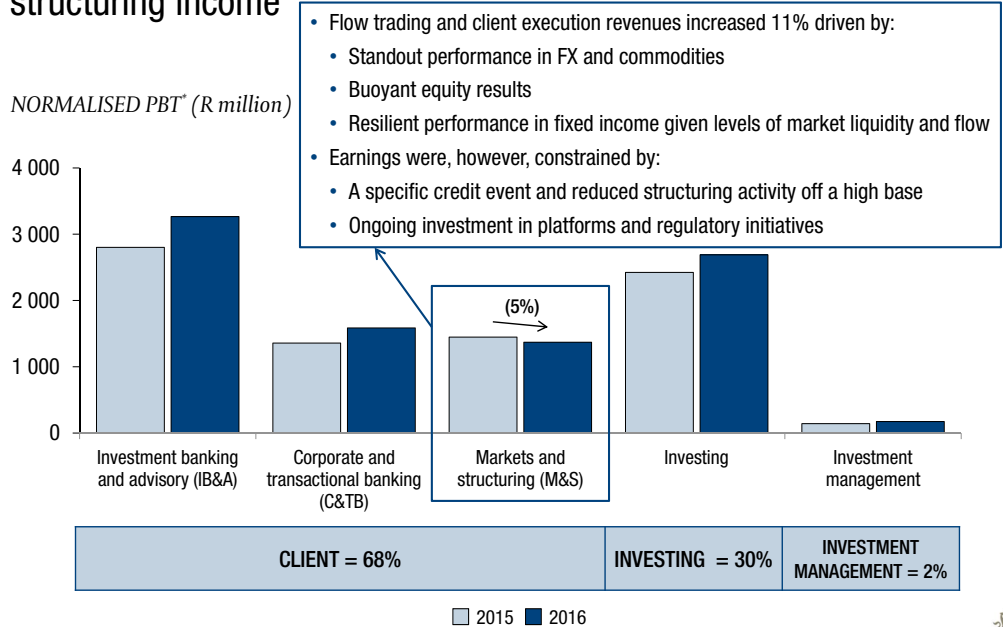 structuring income
• Flow trading and client execution revenues increased 11% driven by:
• Standout performance in FX and commodities
• Buoyant equity results
• Resilient performance in fixed income given levels of market liquidity and flow
• Earnings were, however, constrained by:
• A specific credit event and reduced structuring activity off a high base
• Ongoing investment in platforms and regulatory initiatives
NORMALISED PBT* (R million)
4 000
3 000
2 000
1 000
0
(5%)
Investment banking
and advisory (IB&A)
Corporate and
transactional banking
(C&TB)
Markets and
structuring (M&S)
Investing
Investment
management
CLIENT = 68%
INVESTING = 30%
INVESTMENT
MANAGEMENT = 2%
2015 2016